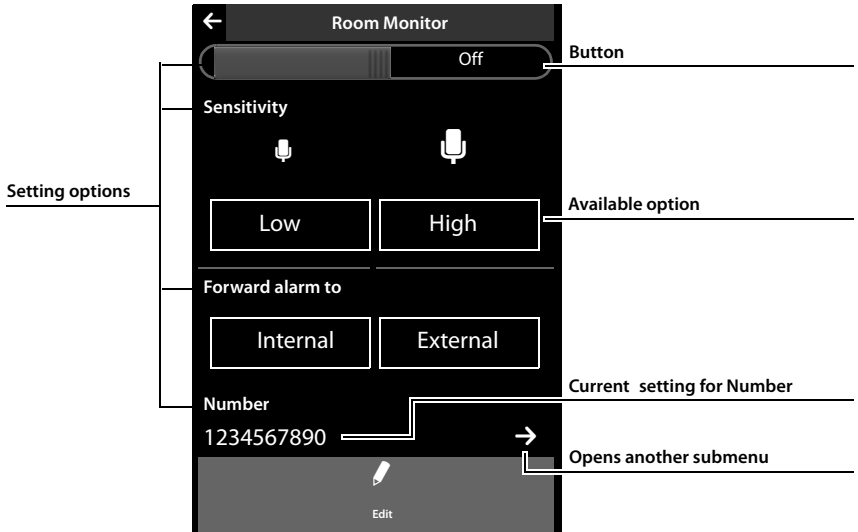 Room Monitor
Off
Button
Sensitivity
Setting options
Available option
Low
High
Forward alarm to
Internal
External
Current setting for Number
Number
1234567890
Opens another submenu
Edit